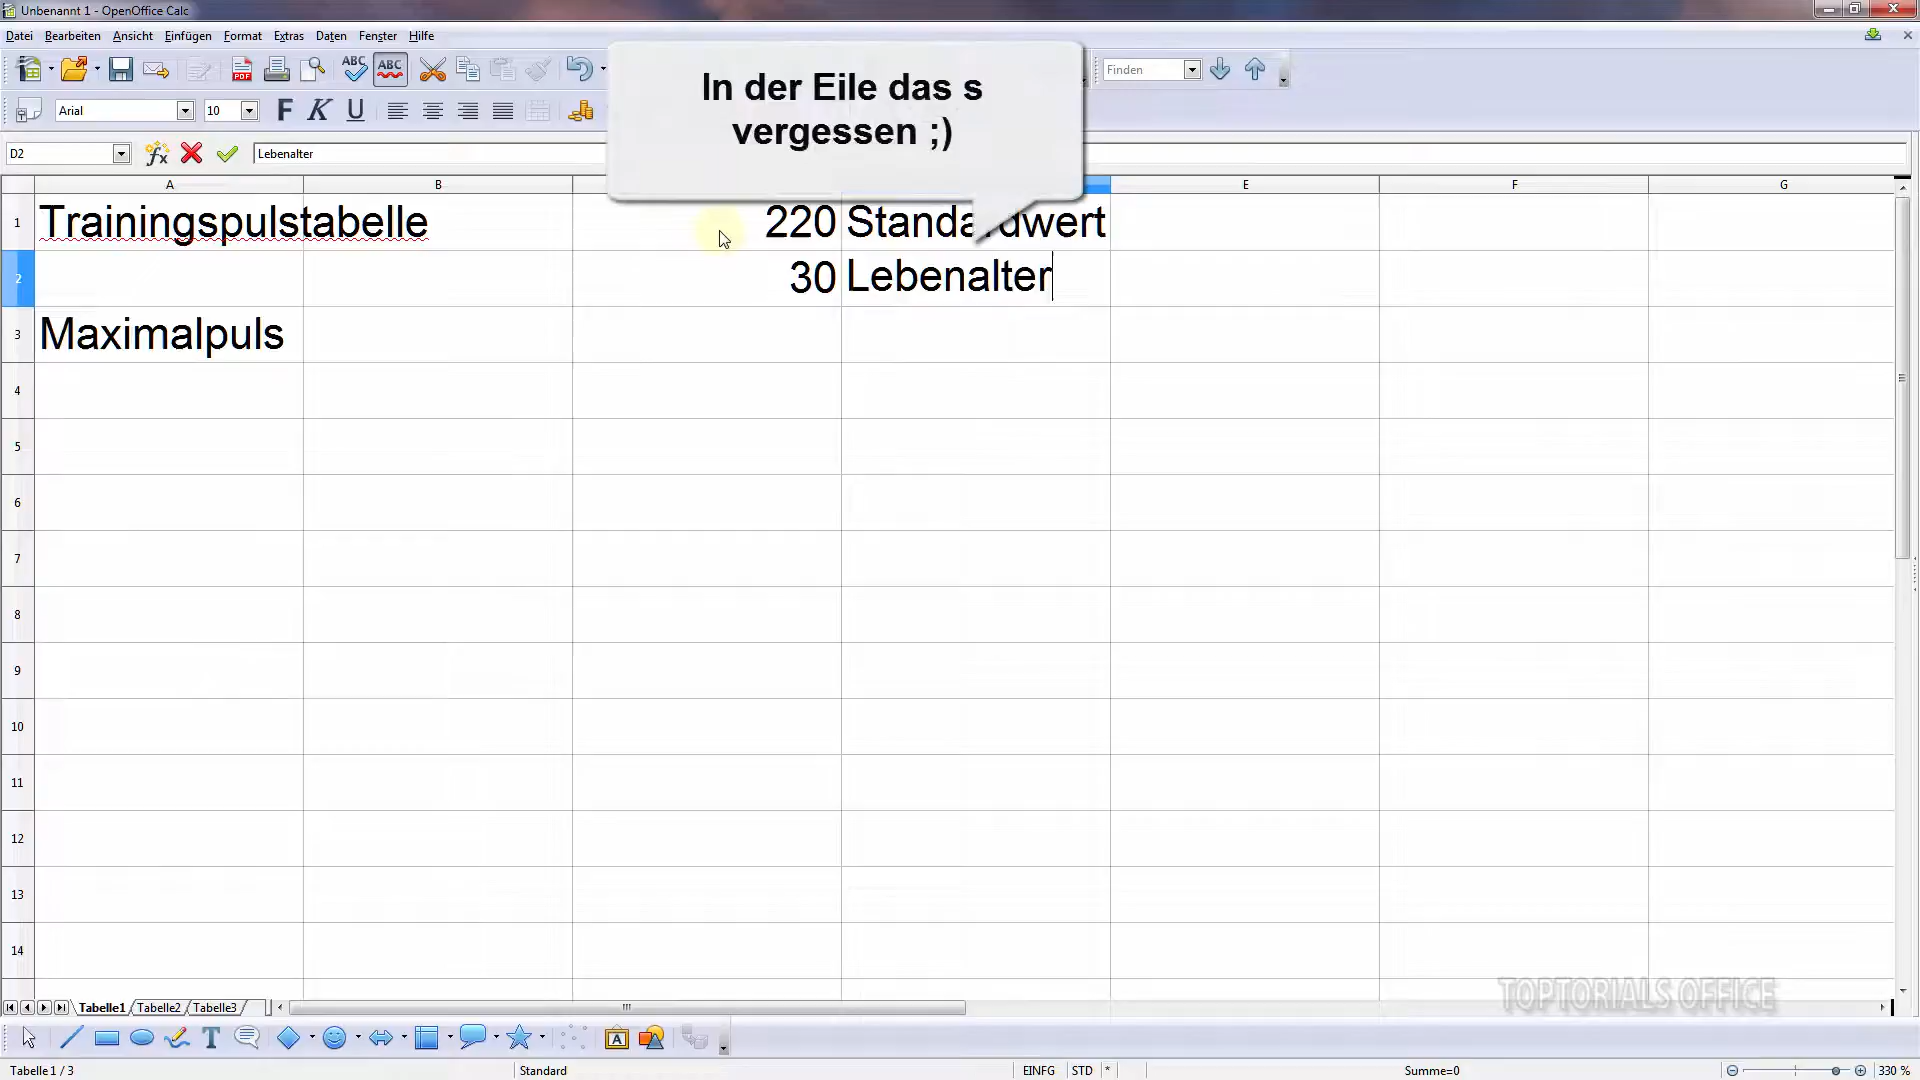 Unbenannt 1 - OpenOffice Calc
Datei Bearbeiten Ansicht Einfügen Format Extras Daten Fenster Hilfe
In der Eile das s
vergessen ;)
Finden
Arial 10 F K U
D2 Lebenalter
A B E F G
1 Trainingspulstabelle 220 Standardwert
2 30 Lebenalter
3 Maximalpuls
4
5
6
7
8
9
10
11
12
13
14
TOPTORIALS OFFICE
Tabelle1 Tabelle2 Tabelle3
Tabelle 1 / 3 Standard EINFG STD * Summe=0 330 %